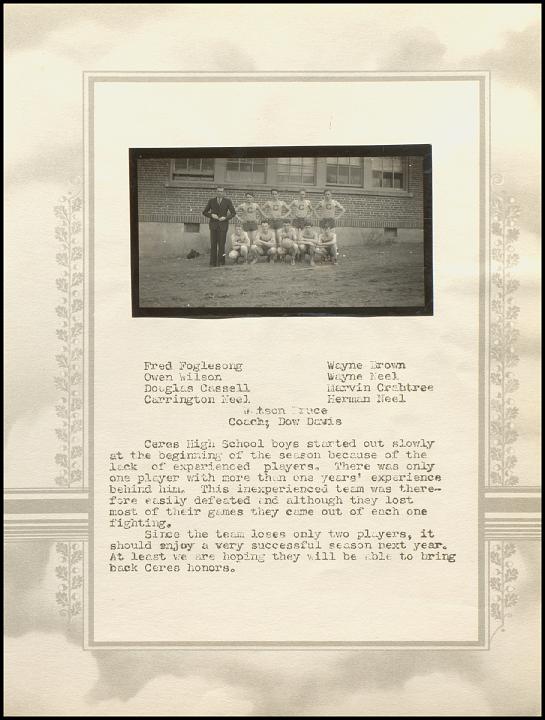 Fred Foglesong Wayne Brown
Owen Wilson Wayne Neel
Douglas Cassell Marvin Crabtree
Carrington Neel Herman Neel
Watson Bruce
Coach; Dow Davis
Ceres High School boys started out slowly
at the beginning of the season because of the
lack of experienced players. There was only
one player with more than one years' experience
behind him. This inexperienced team was there-
fore easily defeated and although they lost
most of their games they came out of each one
fighting.
Since the team loses only two players, it
should enjoy a very successful season next year.
At least we are hoping they will be able to bring
back Ceres honors.